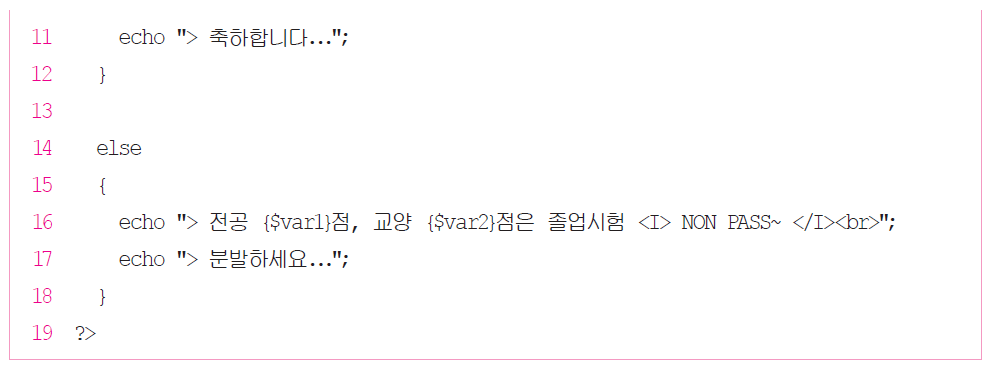 11 echo "> 축하합니다...";
12 }
13
14 else
15 {
16 echo "> 전공 {$var1}점, 교양 {$var2}점은 졸업시험 <I> NON PASS~ </I><br>";
17 echo "> 분발하세요...";
18 }
19 ?>